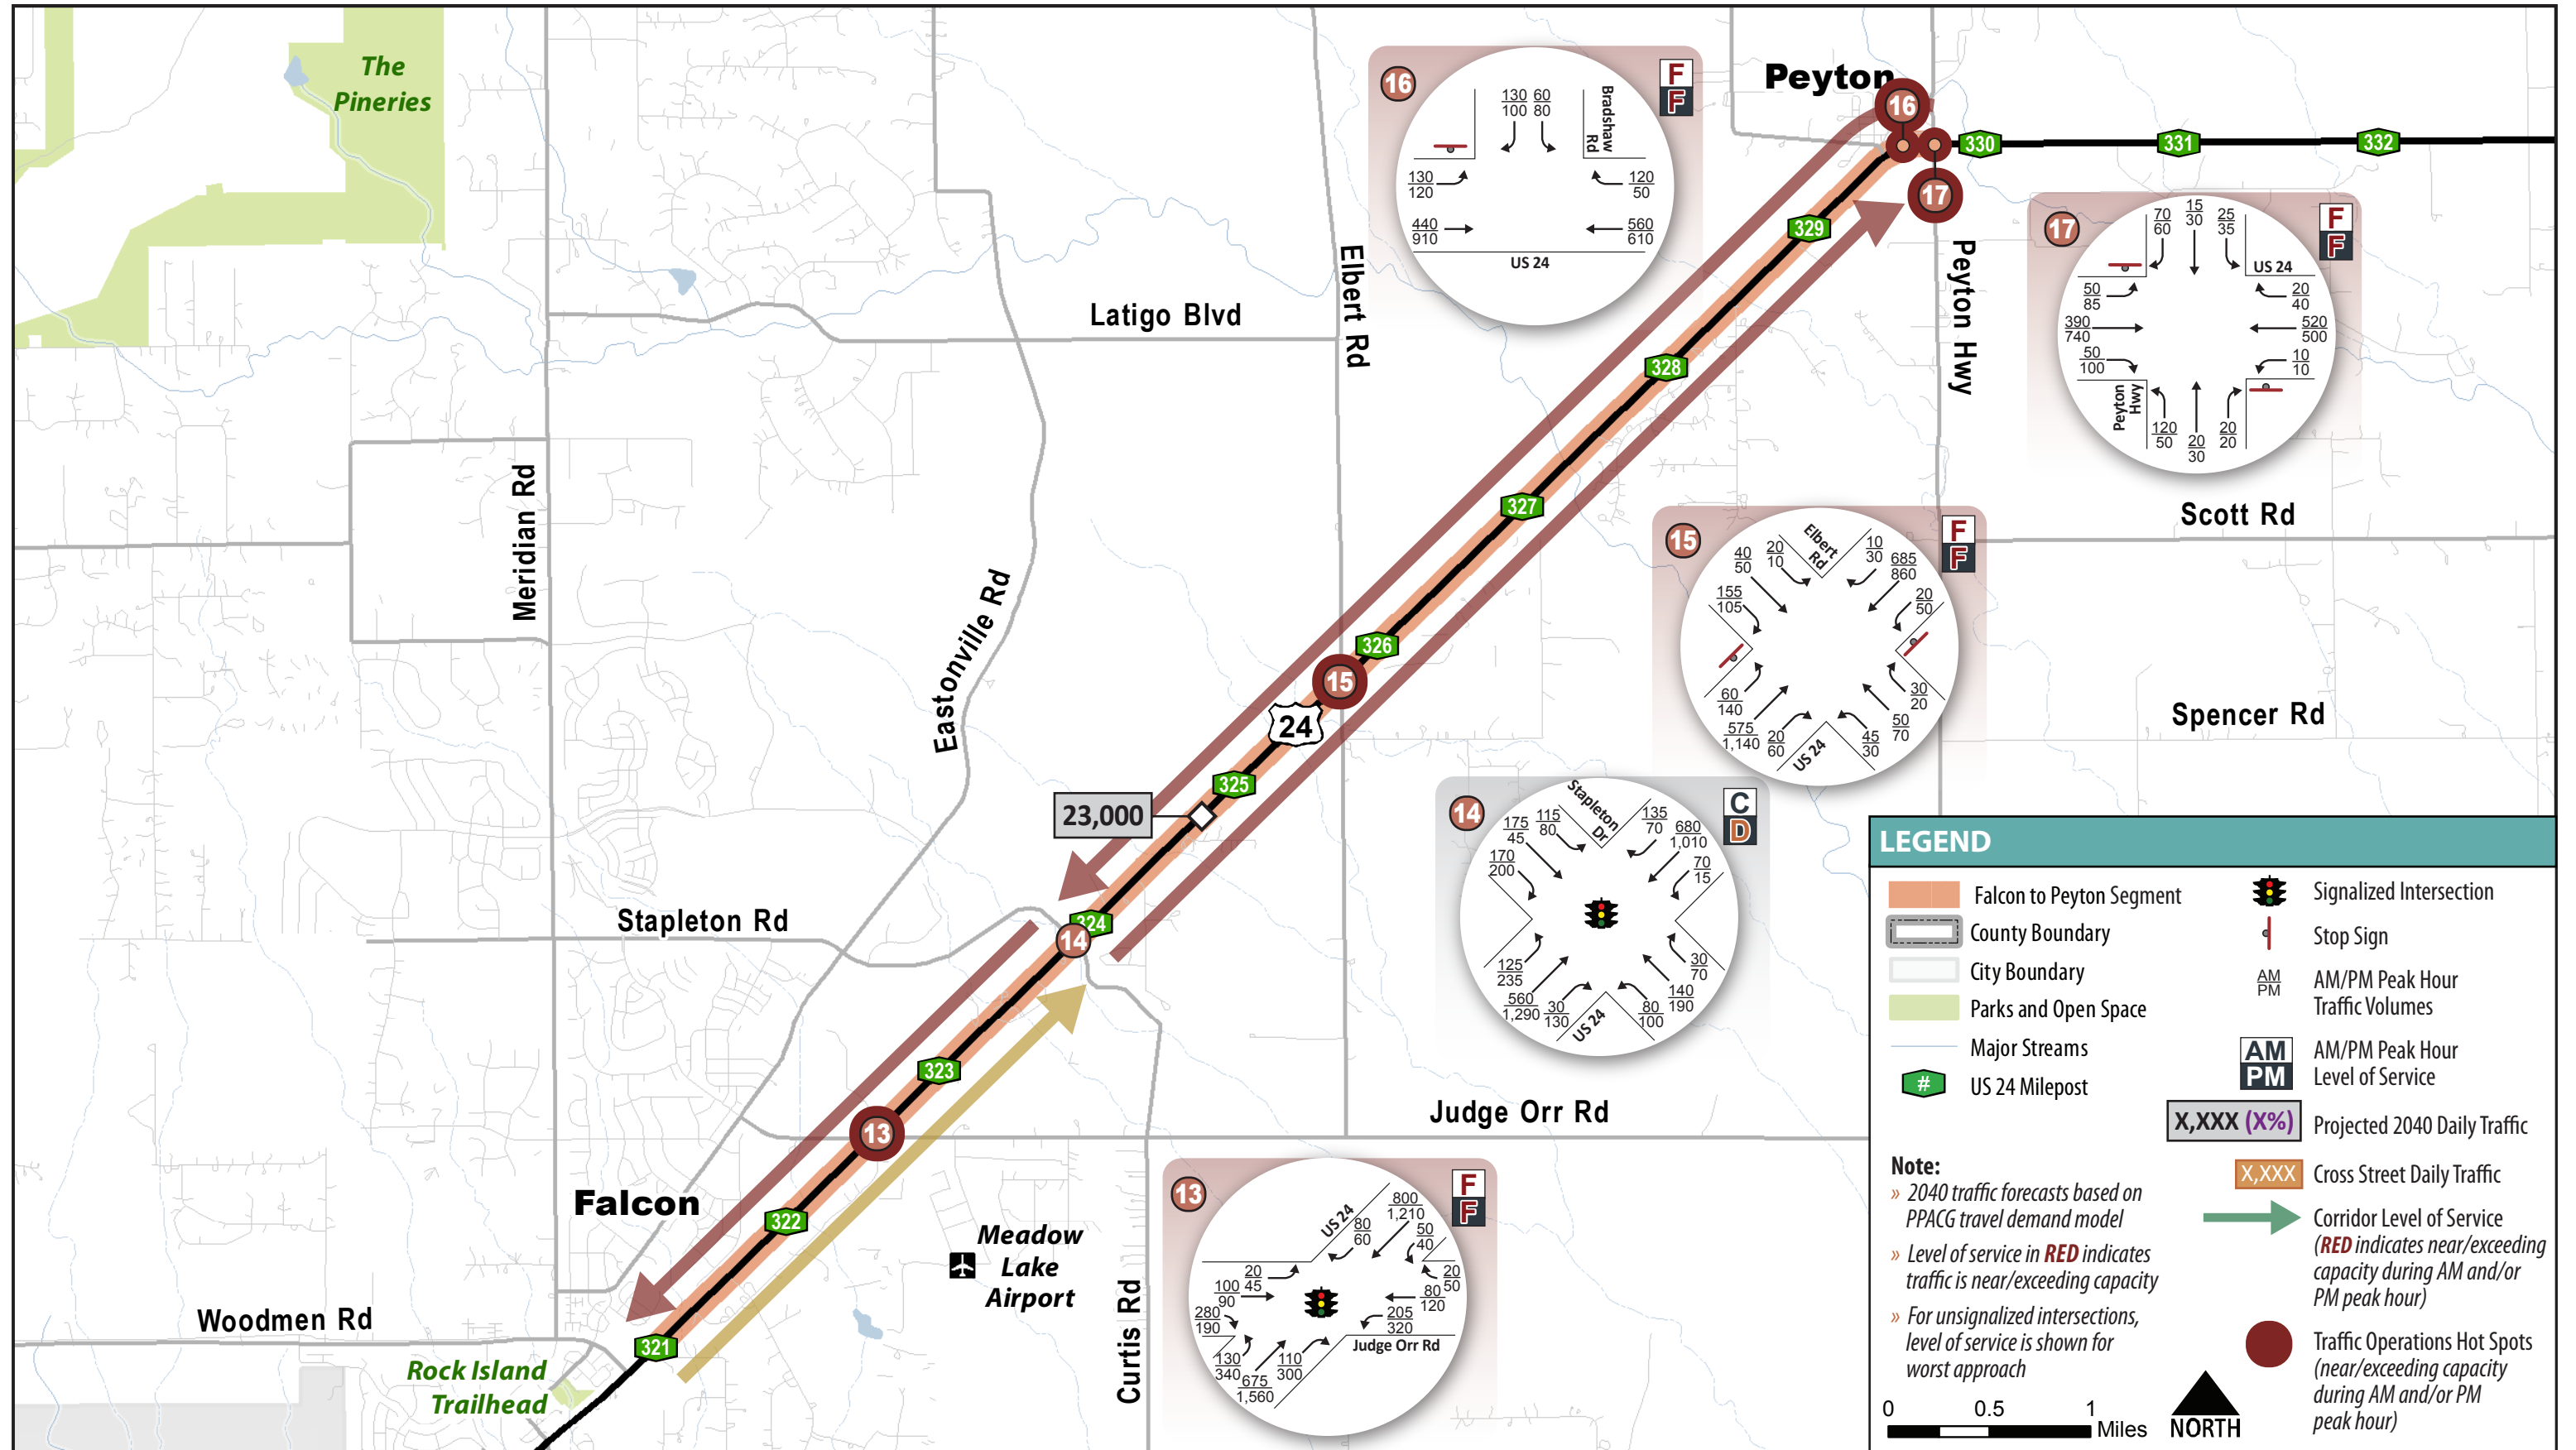 The
Pineries
Peyton
Falcon
Latigo Blvd
Elbert Rd
Peyton Hwy
Meridian Rd
Eastonville Rd
Scott Rd
Spencer Rd
Stapleton Rd
Judge Orr Rd
Woodmen Rd
Curtis Rd
Meadow
Lake
Airport
Rock Island
Trailhead
24
23,000
321
322
323
324
325
326
327
328
329
330
331
332
13
14
15
16
17
16
F
F
130
100
60
80
Bradshaw
Rd
130
120
120
50
440
910
560
610
US 24
17
F
F
70
60
15
30
25
35
US 24
50
85
20
40
390
740
520
500
50
100
10
10
Peyton
Hwy
120
50
20
30
20
20
15
F
F
Elbert
Rd
40
50
20
10
10
30
685
860
155
105
20
50
60
140
30
20
575
1,140
20
60
US 24
45
30
50
70
14
C
D
Stapleton
Dr
175
45
115
80
135
70
680
1,010
170
200
70
15
125
235
30
70
560
1,290
30
130
US 24
80
100
140
190
13
F
F
US 24
80
60
800
1,210
50
40
20
45
20
50
100
90
80
120
280
190
205
320
Judge Orr Rd
130
340
675
1,560
110
300
LEGEND
Falcon to Peyton Segment
County Boundary
City Boundary
Parks and Open Space
Major Streams
# US 24 Milepost
Signalized Intersection
Stop Sign
AM
PM
AM/PM Peak Hour
Traffic Volumes
AM
PM
AM/PM Peak Hour
Level of Service
X,XXX (X%) Projected 2040 Daily Traffic
X,XXX Cross Street Daily Traffic
Corridor Level of Service
(RED indicates near/exceeding
capacity during AM and/or
PM peak hour)
Traffic Operations Hot Spots
(near/exceeding capacity
during AM and/or PM
peak hour)
Note:
» 2040 traffic forecasts based on
PPACG travel demand model
» Level of service in RED indicates
traffic is near/exceeding capacity
» For unsignalized intersections,
level of service is shown for
worst approach
0 0.5 1
Miles
NORTH